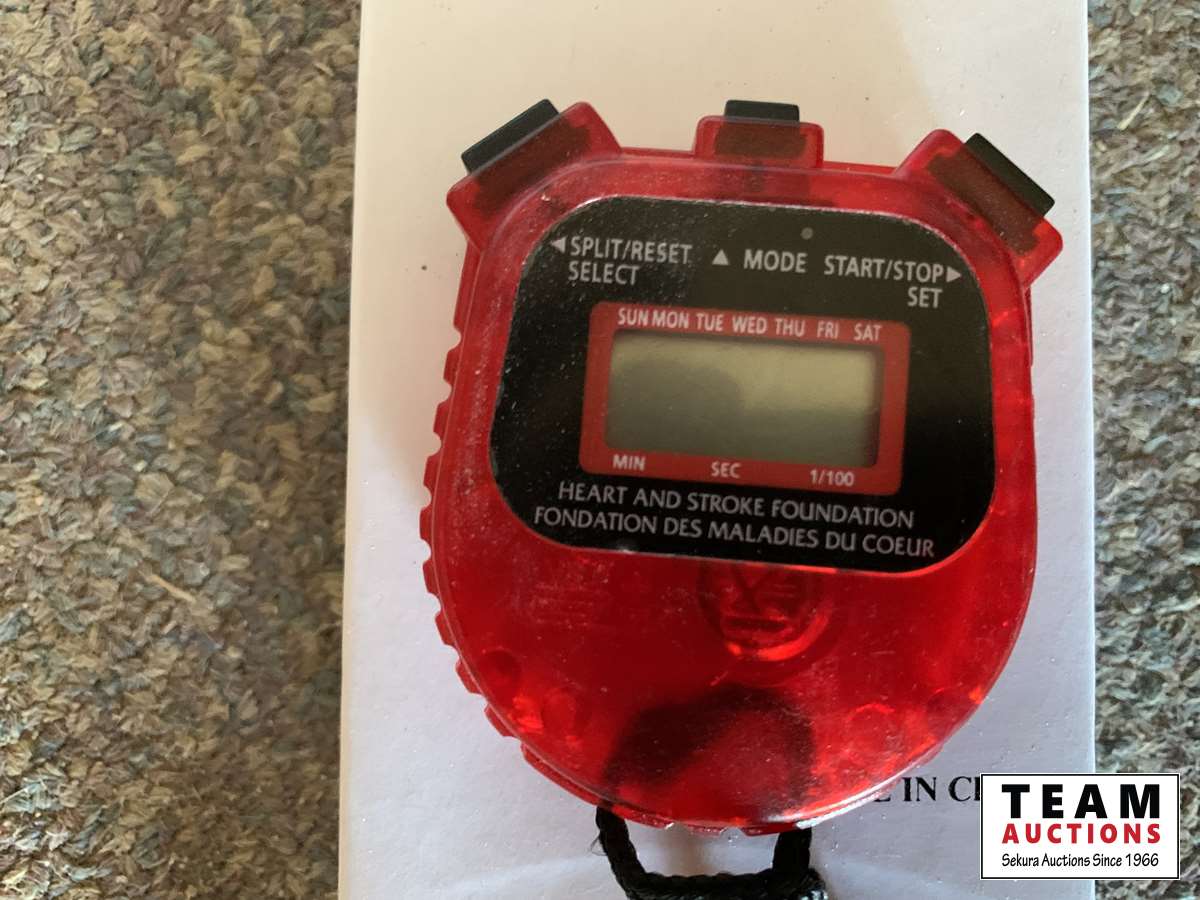 ◄ SPLIT/RESET ▲ MODE START/STOP ►
SELECT SET
SUN MON TUE WED THU FRI SAT
MIN SEC 1/100
HEART AND STROKE FOUNDATION
FONDATION DES MALADIES DU COEUR
IN
TEAM
AUCTIONS
Sekura Auctions Since 1966